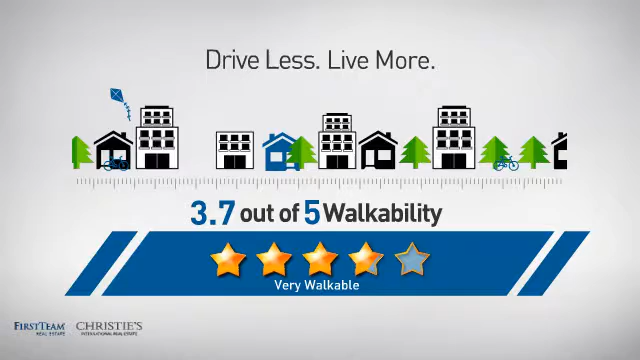 Drive Less. Live More.
3.7 out of 5 Walkability
Very Walkable
FIRSTTEAM CHRISTIE'S
REAL ESTATE INTERNATIONAL REAL ESTATE